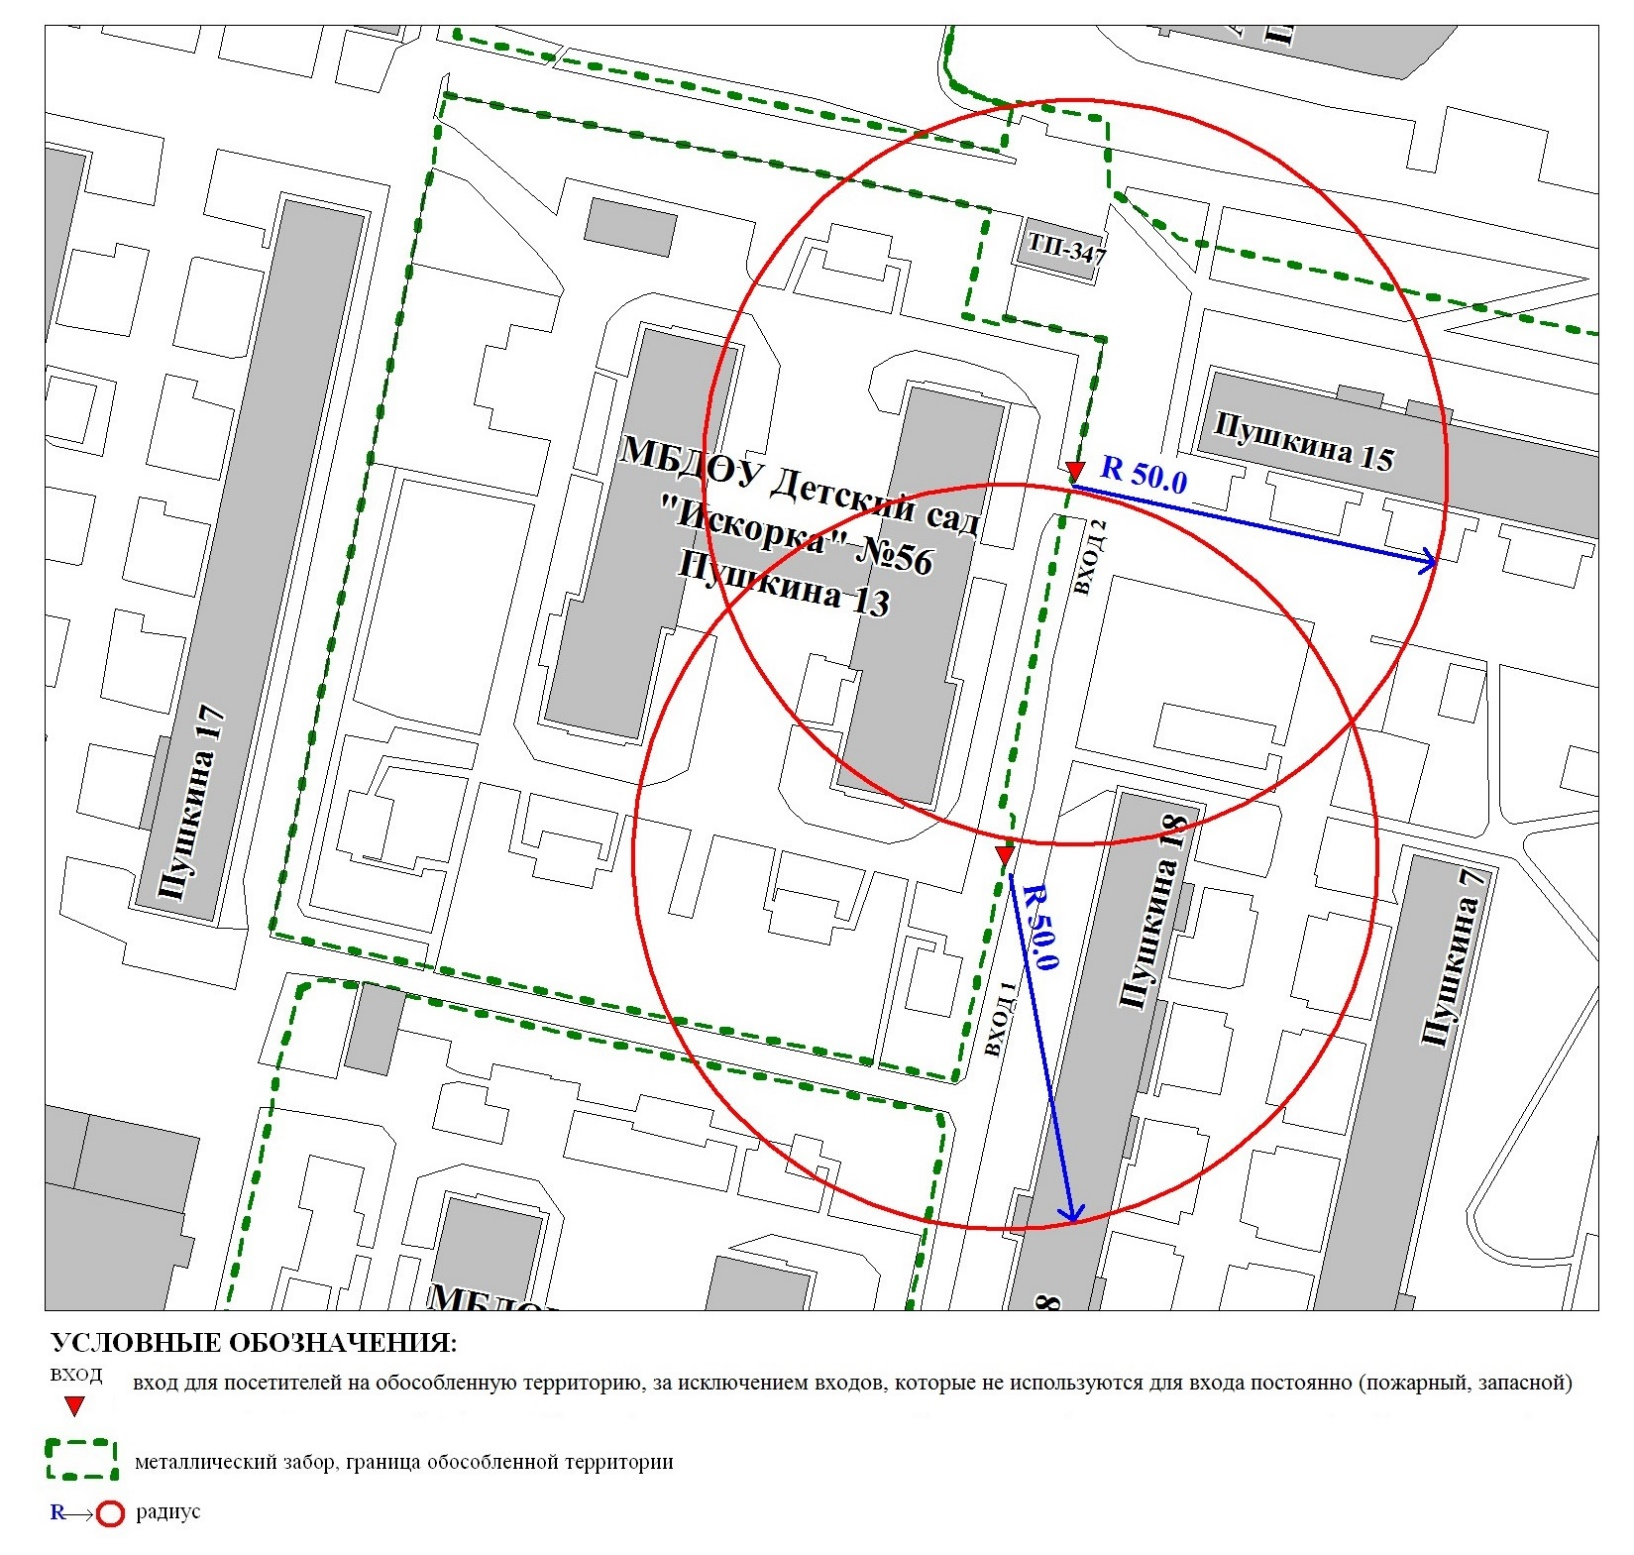 ТП-347
Пушкина 15
R 50.0
МБДОУ Детский сад
"Искорка" №56
Пушкина 13
ВХОД 2
Пушкина 17
Пушкина 18
Пушкина 7
R 50.0
ВХОД 1
8
УСЛОВНЫЕ ОБОЗНАЧЕНИЯ:
ВХОД
вход для посетителей на обособленную территорию, за исключением входов, которые не используются для входа постоянно (пожарный, запасной)
металлический забор, граница обособленной территории
R
радиус